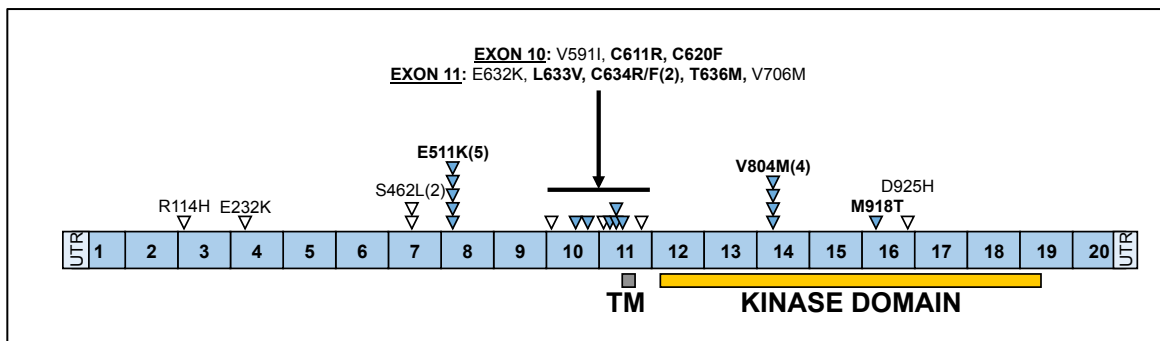 EXON 10: V591I, C611R, C620F
EXON 11: E632K, L633V, C634R/F(2), T636M, V706M
E511K(5)
V804M(4)
S462L(2)
D925H
R114H
E232K
M918T
UTR 1 2 3 4 5 6 7 8 9 10 11 12 13 14 15 16 17 18 19 20 UTR
TM
KINASE DOMAIN